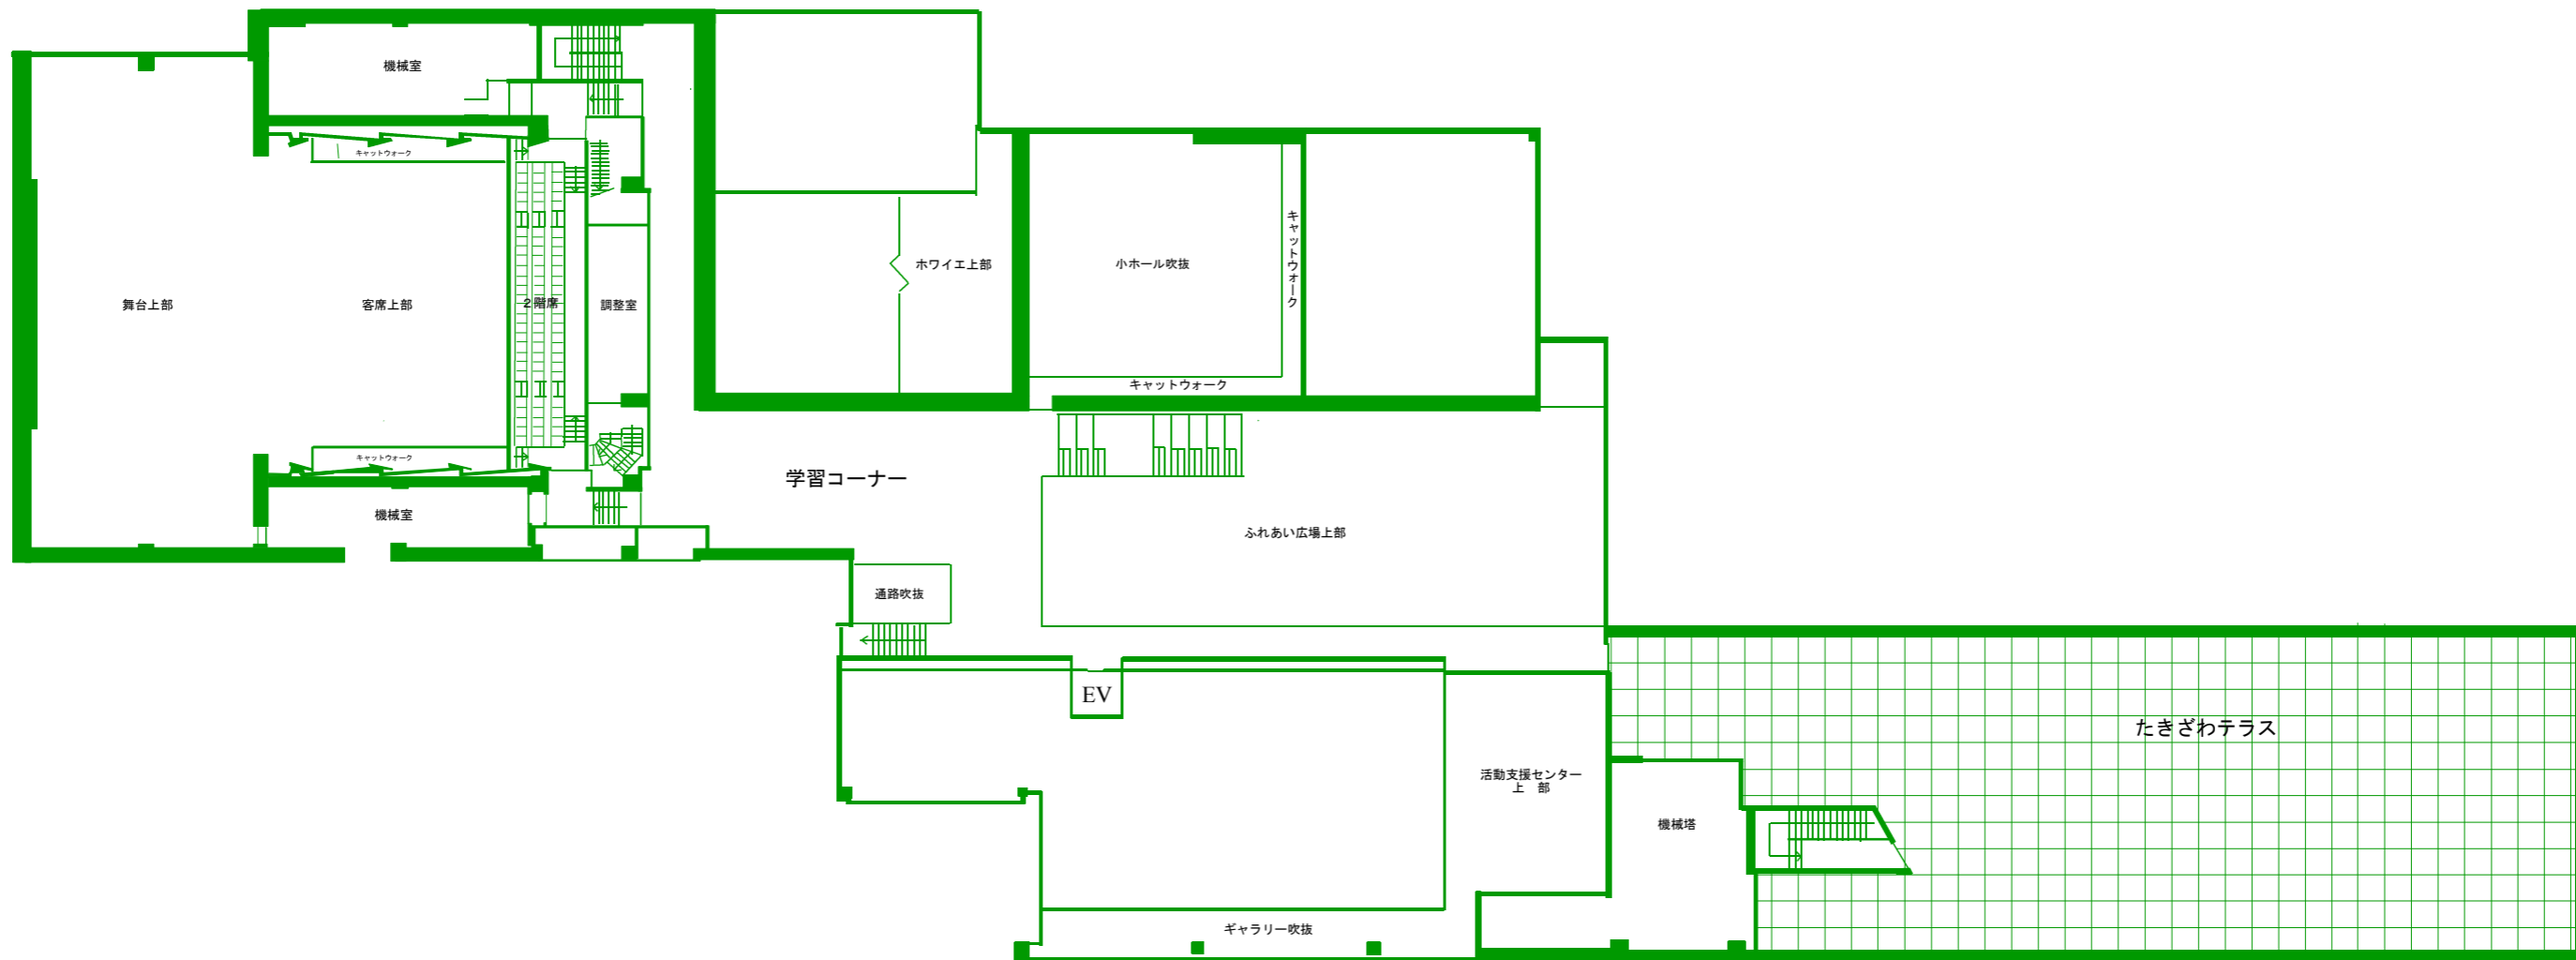 機械室
キャットウォーク
舞台上部
客席上部
2階席
調整室
キャットウォーク
機械室
ホワイエ上部
小ホール吹抜
キャットウォーク
キャットウォーク
学習コーナー
ふれあい広場上部
通路吹抜
EV
活動支援センター
上 部
機械塔
たきざわテラス
ギャラリー吹抜